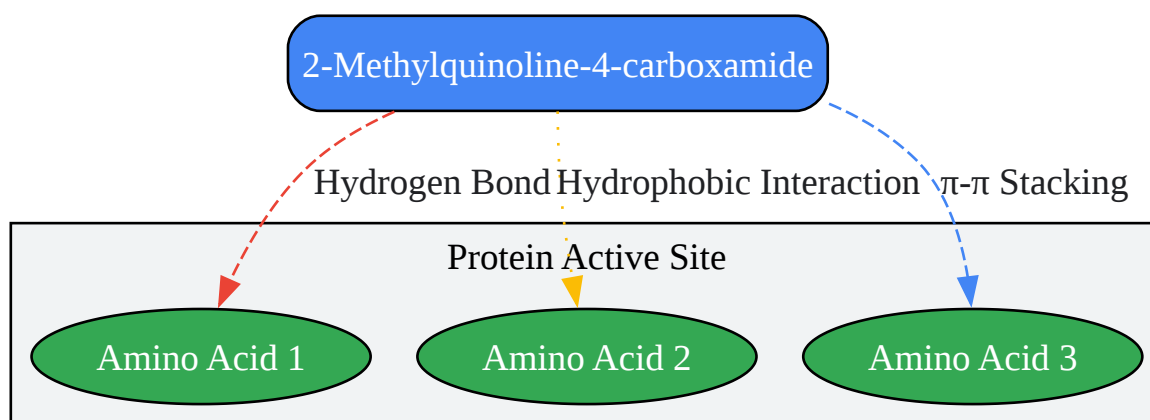 2-Methylquinoline-4-carboxamide
Hydrogen Bond Hydrophobic Interaction π-π Stacking
Protein Active Site
Amino Acid 1 Amino Acid 2 Amino Acid 3